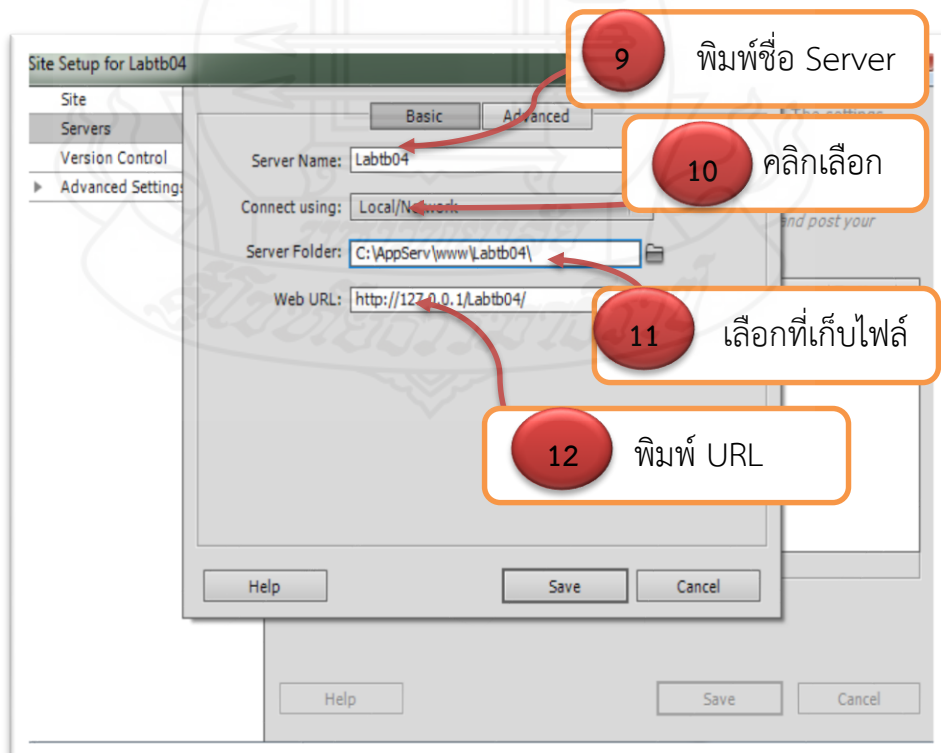 Site Setup for Labtb04
9 พิมพ์ชื่อ Server
Site
Servers
Version Control
Advanced Settings
Basic Advanced
Server Name: Labtb04
10 คลิกเลือก
Connect using: Local/Network
and post your
Server Folder: C:\AppServ\www\Labtb04\
Web URL: http://127.0.0.1/Labtb04/
11 เลือกที่เก็บไฟล์
12 พิมพ์ URL
Help Save Cancel
Help Save Cancel